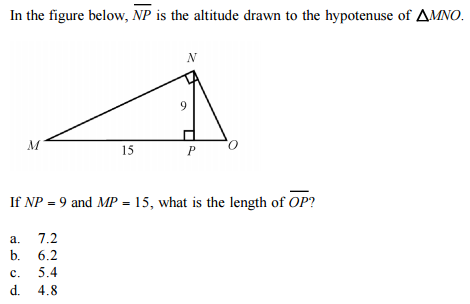 In the figure below, NP is the altitude drawn to the hypotenuse of ΔMNO.
N
9
M
15
P
O
If NP = 9 and MP = 15, what is the length of OP?
a. 7.2
b. 6.2
c. 5.4
d. 4.8